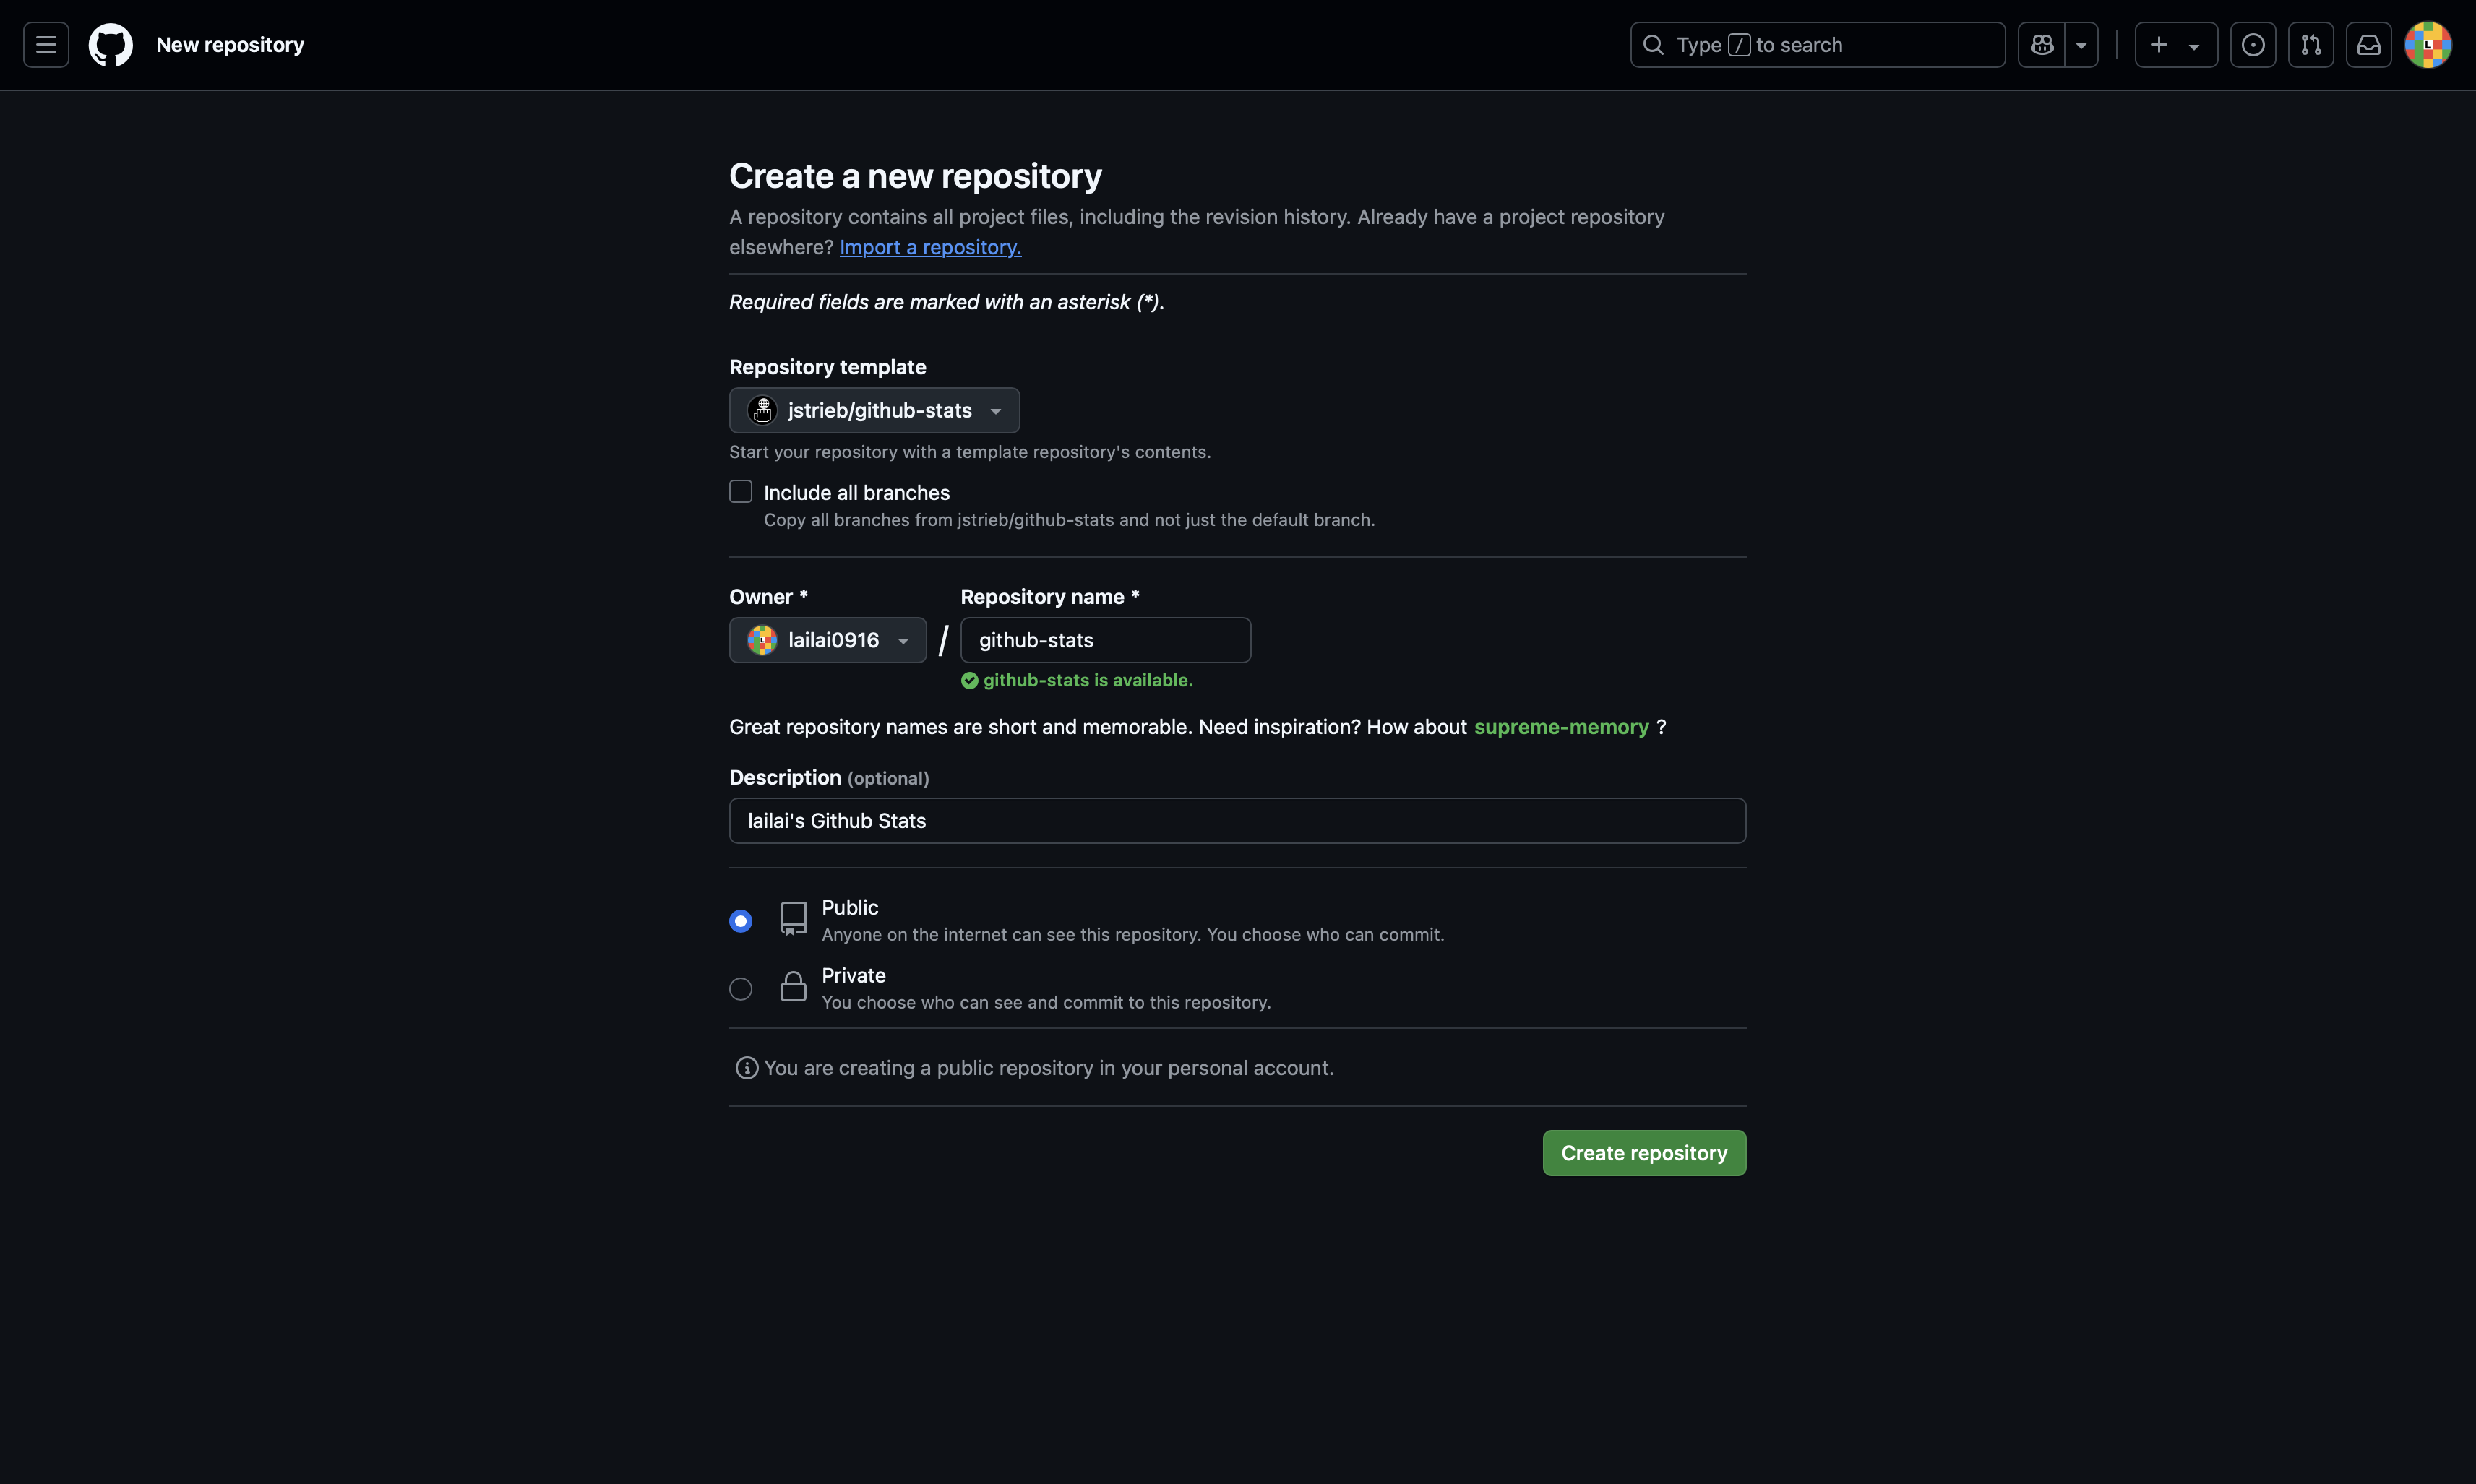 New repository
Type / to search
Create a new repository
A repository contains all project files, including the revision history. Already have a project repository
elsewhere? Import a repository.
Required fields are marked with an asterisk (*).
Repository template
jstrieb/github-stats
Start your repository with a template repository's contents.
Include all branches
Copy all branches from jstrieb/github-stats and not just the default branch.
Owner *
Repository name *
lailai0916 / github-stats
github-stats is available.
Great repository names are short and memorable. Need inspiration? How about supreme-memory ?
Description (optional)
lailai's Github Stats
Public
Anyone on the internet can see this repository. You choose who can commit.
Private
You choose who can see and commit to this repository.
You are creating a public repository in your personal account.
Create repository